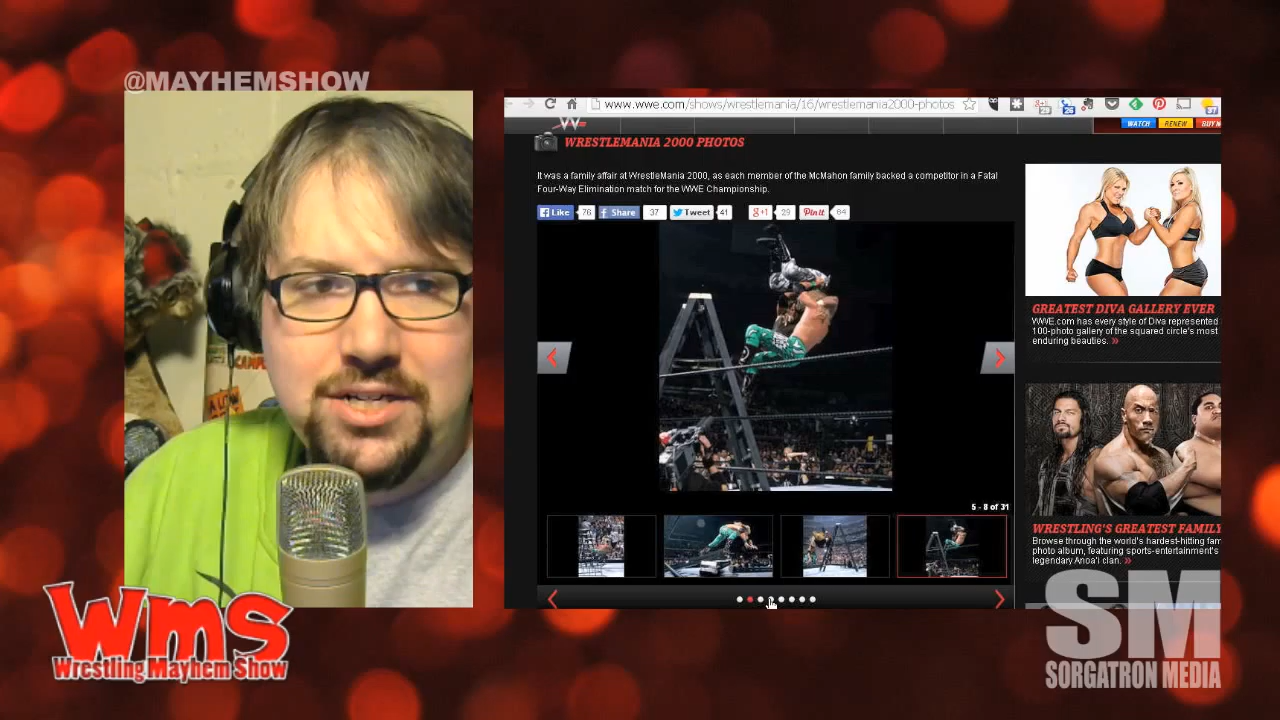 @MAYHEMSHOW
www.wwe.com/shows/wrestlemania/16/wrestlemania2000-photos
WATCH RENEW
WRESTLEMANIA 2000 PHOTOS
It was a family affair at WrestleMania 2000, as each member of the McMahon family backed a competitor in a Fatal
Four-Way Elimination match for the WWE Championship.
Like 76 Share 37 Tweet 41 +1 29 Pinit 64
GREATEST DIVA GALLERY EVER
WWE.com has every style of Diva represented
100-photo gallery of the squared circle's most
enduring beauties. »
5 - 8 of 31
WRESTLING'S GREATEST FAMILY
Browse through the world's hardest-hitting fam
photo album, featuring sports-entertainment's
legendary Anoa'i clan. »
WMS
Wrestling Mayhem Show
SM
SORGATRON MEDIA